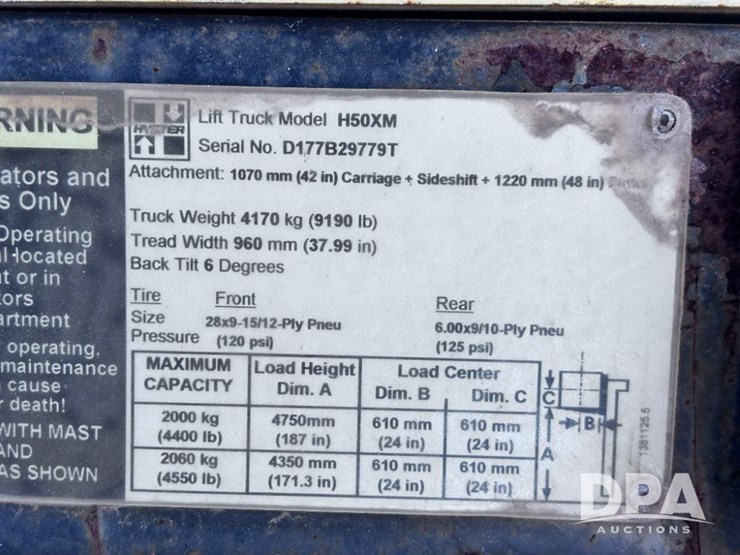 RNING
ators and
s Only
Operating
al located
t or in
tors
artment
operating,
maintenance
cause
r death!
WITH MAST
AND
AS SHOWN
HYSTER
Lift Truck Model H50XM
Serial No. D177B29779T
Attachment: 1070 mm (42 in) Carriage + Sideshift + 1220 mm (48 in)
Truck Weight 4170 kg (9190 lb)
Tread Width 960 mm (37.99 in)
Back Tilt 6 Degrees
Tire Front Rear
Size 28x9-15/12-Ply Pneu 6.00x9/10-Ply Pneu
Pressure (120 psi) (125 psi)
MAXIMUM Load Height Load Center
CAPACITY Dim. A Dim. B Dim. C
2000 kg 4750mm 610 mm 610 mm
(4400 lb) (187 in) (24 in) (24 in)
2060 kg 4350 mm 610 mm 610 mm
(4550 lb) (171.3 in) (24 in) (24 in)
C
B
A
D
1381125 5
DPA
AUCTIONS